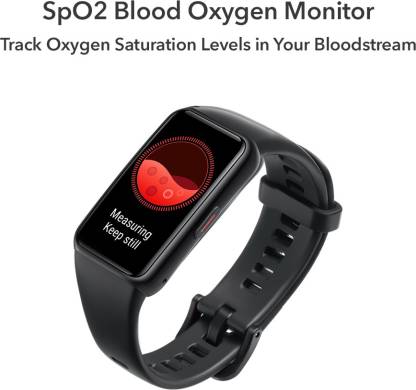 SpO2 Blood Oxygen Monitor
Track Oxygen Saturation Levels in Your Bloodstream
Measuring
Keep still